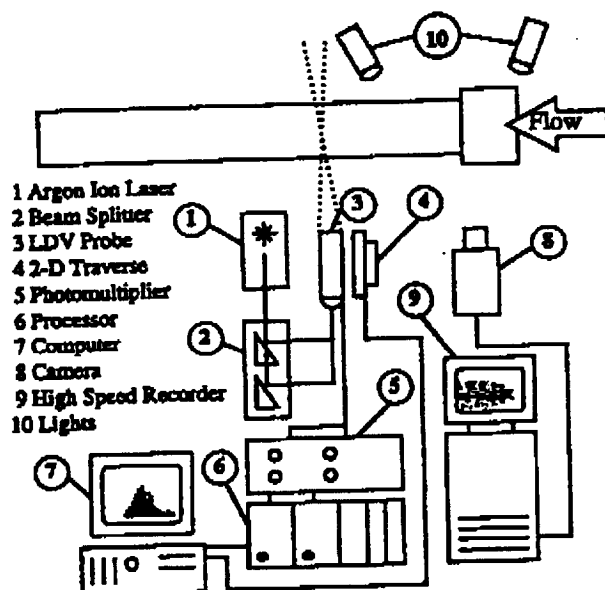 10
Flow
1 Argon Ion Laser
2 Beam Splitter
3 LDV Probe
4 2-D Traverse
5 Photomultiplier
6 Processor
7 Computer
8 Camera
9 High Speed Recorder
10 Lights
1
3
4
8
2
9
5
7
6